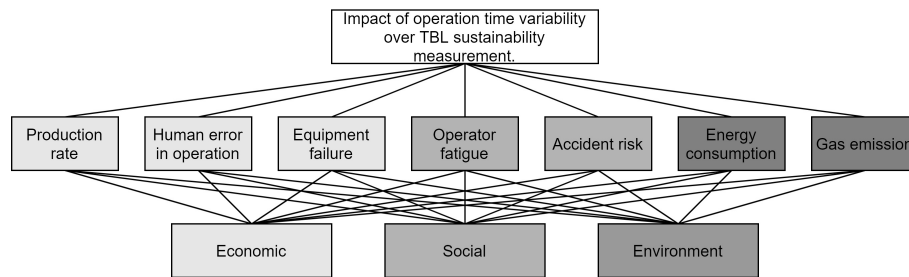 Impact of operation time variability
over TBL sustainability
measurement.
Production
rate
Human error
in operation
Equipment
failure
Operator
fatigue
Accident risk
Energy
consumption
Gas emission
Economic
Social
Environment